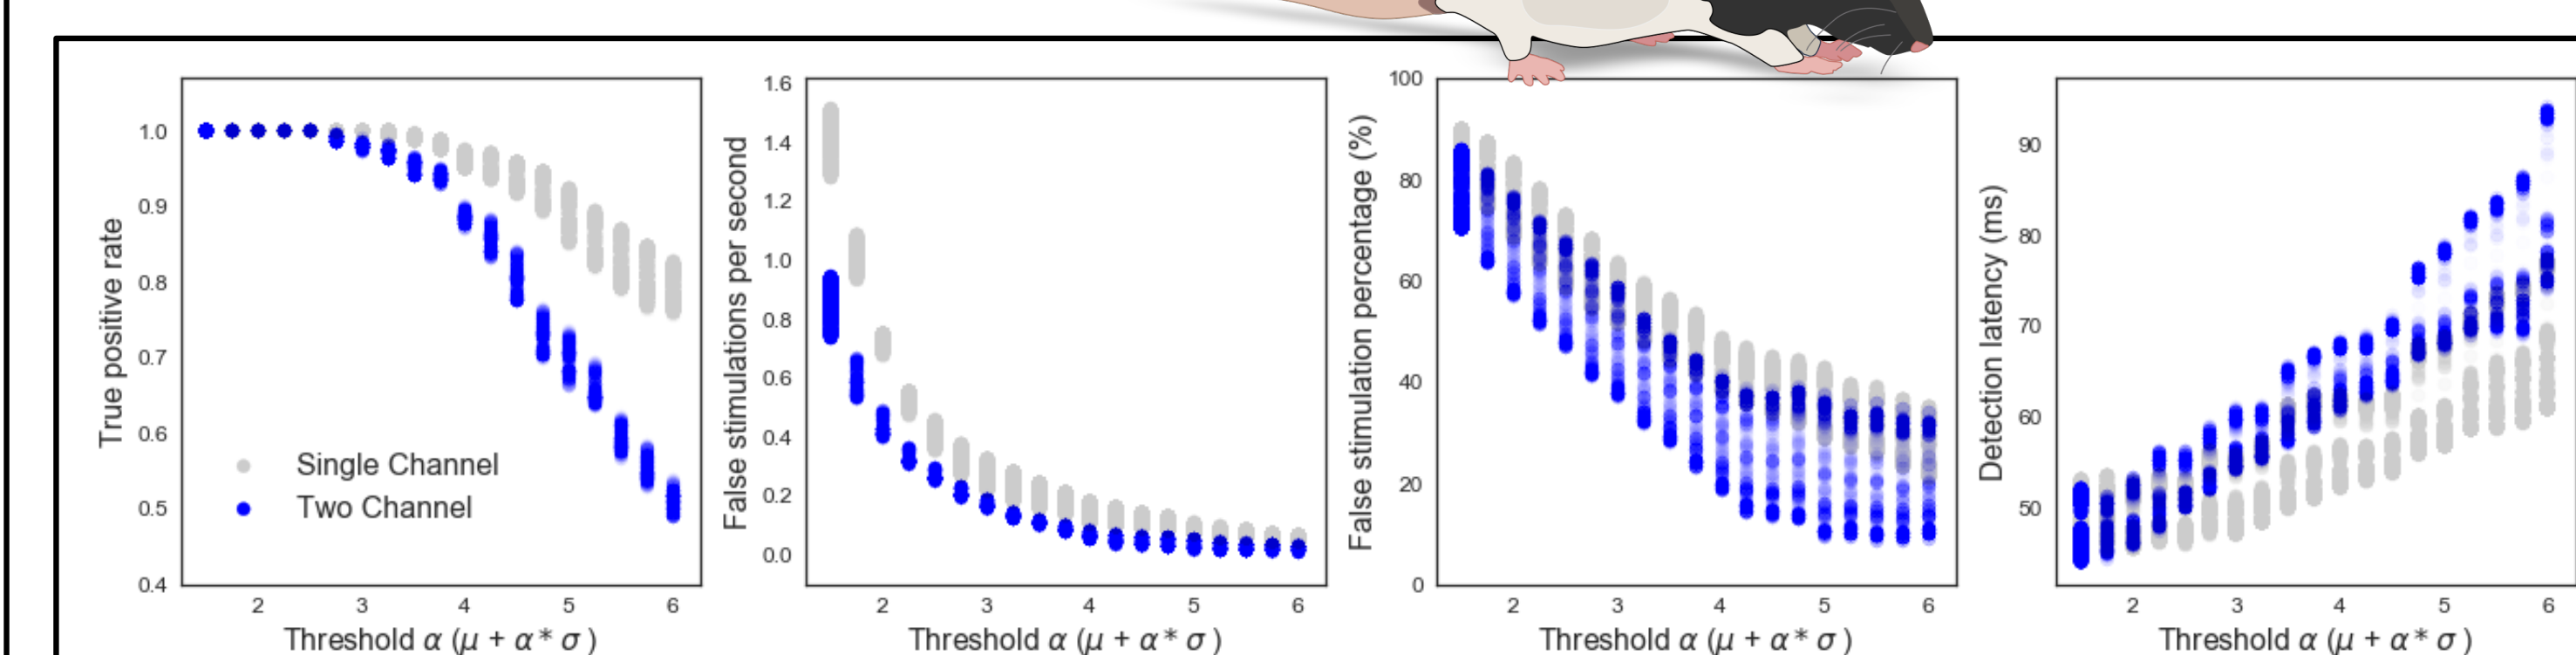 True positive rate
1.0
0.9
0.8
0.7
0.6
0.5
0.4
Single Channel
Two Channel
2 3 4 5 6
Threshold α (μ + α* σ )
False stimulations per second
1.6
1.4
1.2
1.0
0.8
0.6
0.4
0.2
0.0
2 3 4 5 6
Threshold α (μ + α* σ )
False stimulation percentage (%)
100
80
60
40
20
0
2 3 4 5 6
Threshold α (μ + α* σ )
Detection latency (ms)
90
80
70
60
50
2 3 4 5 6
Threshold α (μ + α* σ )